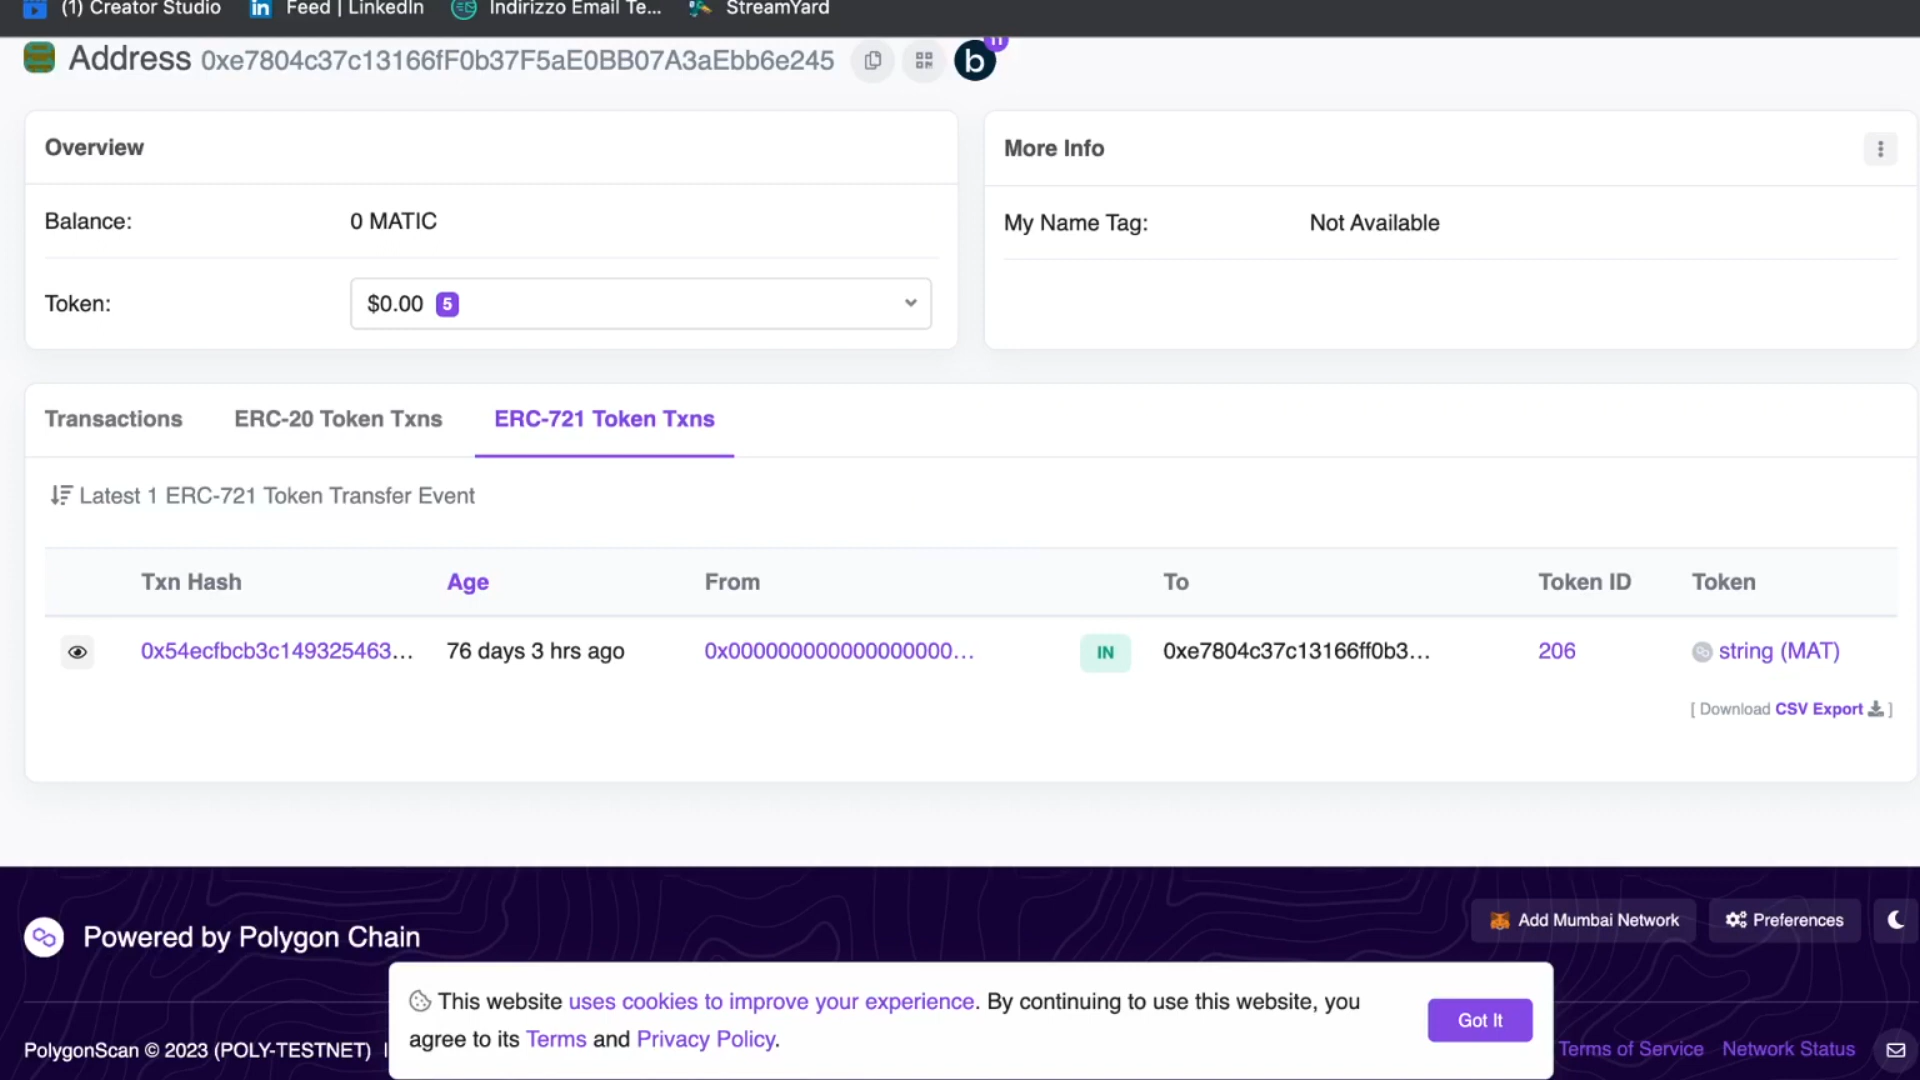 (1) Creator Studio Feed | LinkedIn Indirizzo Email Te... StreamYard
Address 0xe7804c37c13166fF0b37F5aE0BB07A3aEbb6e245 b 11
Overview
More Info
Balance: 0 MATIC
My Name Tag: Not Available
Token: $0.00 5
Transactions ERC-20 Token Txns ERC-721 Token Txns
Latest 1 ERC-721 Token Transfer Event
Txn Hash Age From To Token ID Token
0x54ecfbcb3c149325463... 76 days 3 hrs ago 0x000000000000000000... IN 0xe7804c37c13166ff0b3... 206 string (MAT)
[ Download CSV Export ]
Powered by Polygon Chain
Add Mumbai Network Preferences
This website uses cookies to improve your experience. By continuing to use this website, you
agree to its Terms and Privacy Policy.
Got It
PolygonScan © 2023 (POLY-TESTNET) |
Terms of Service Network Status